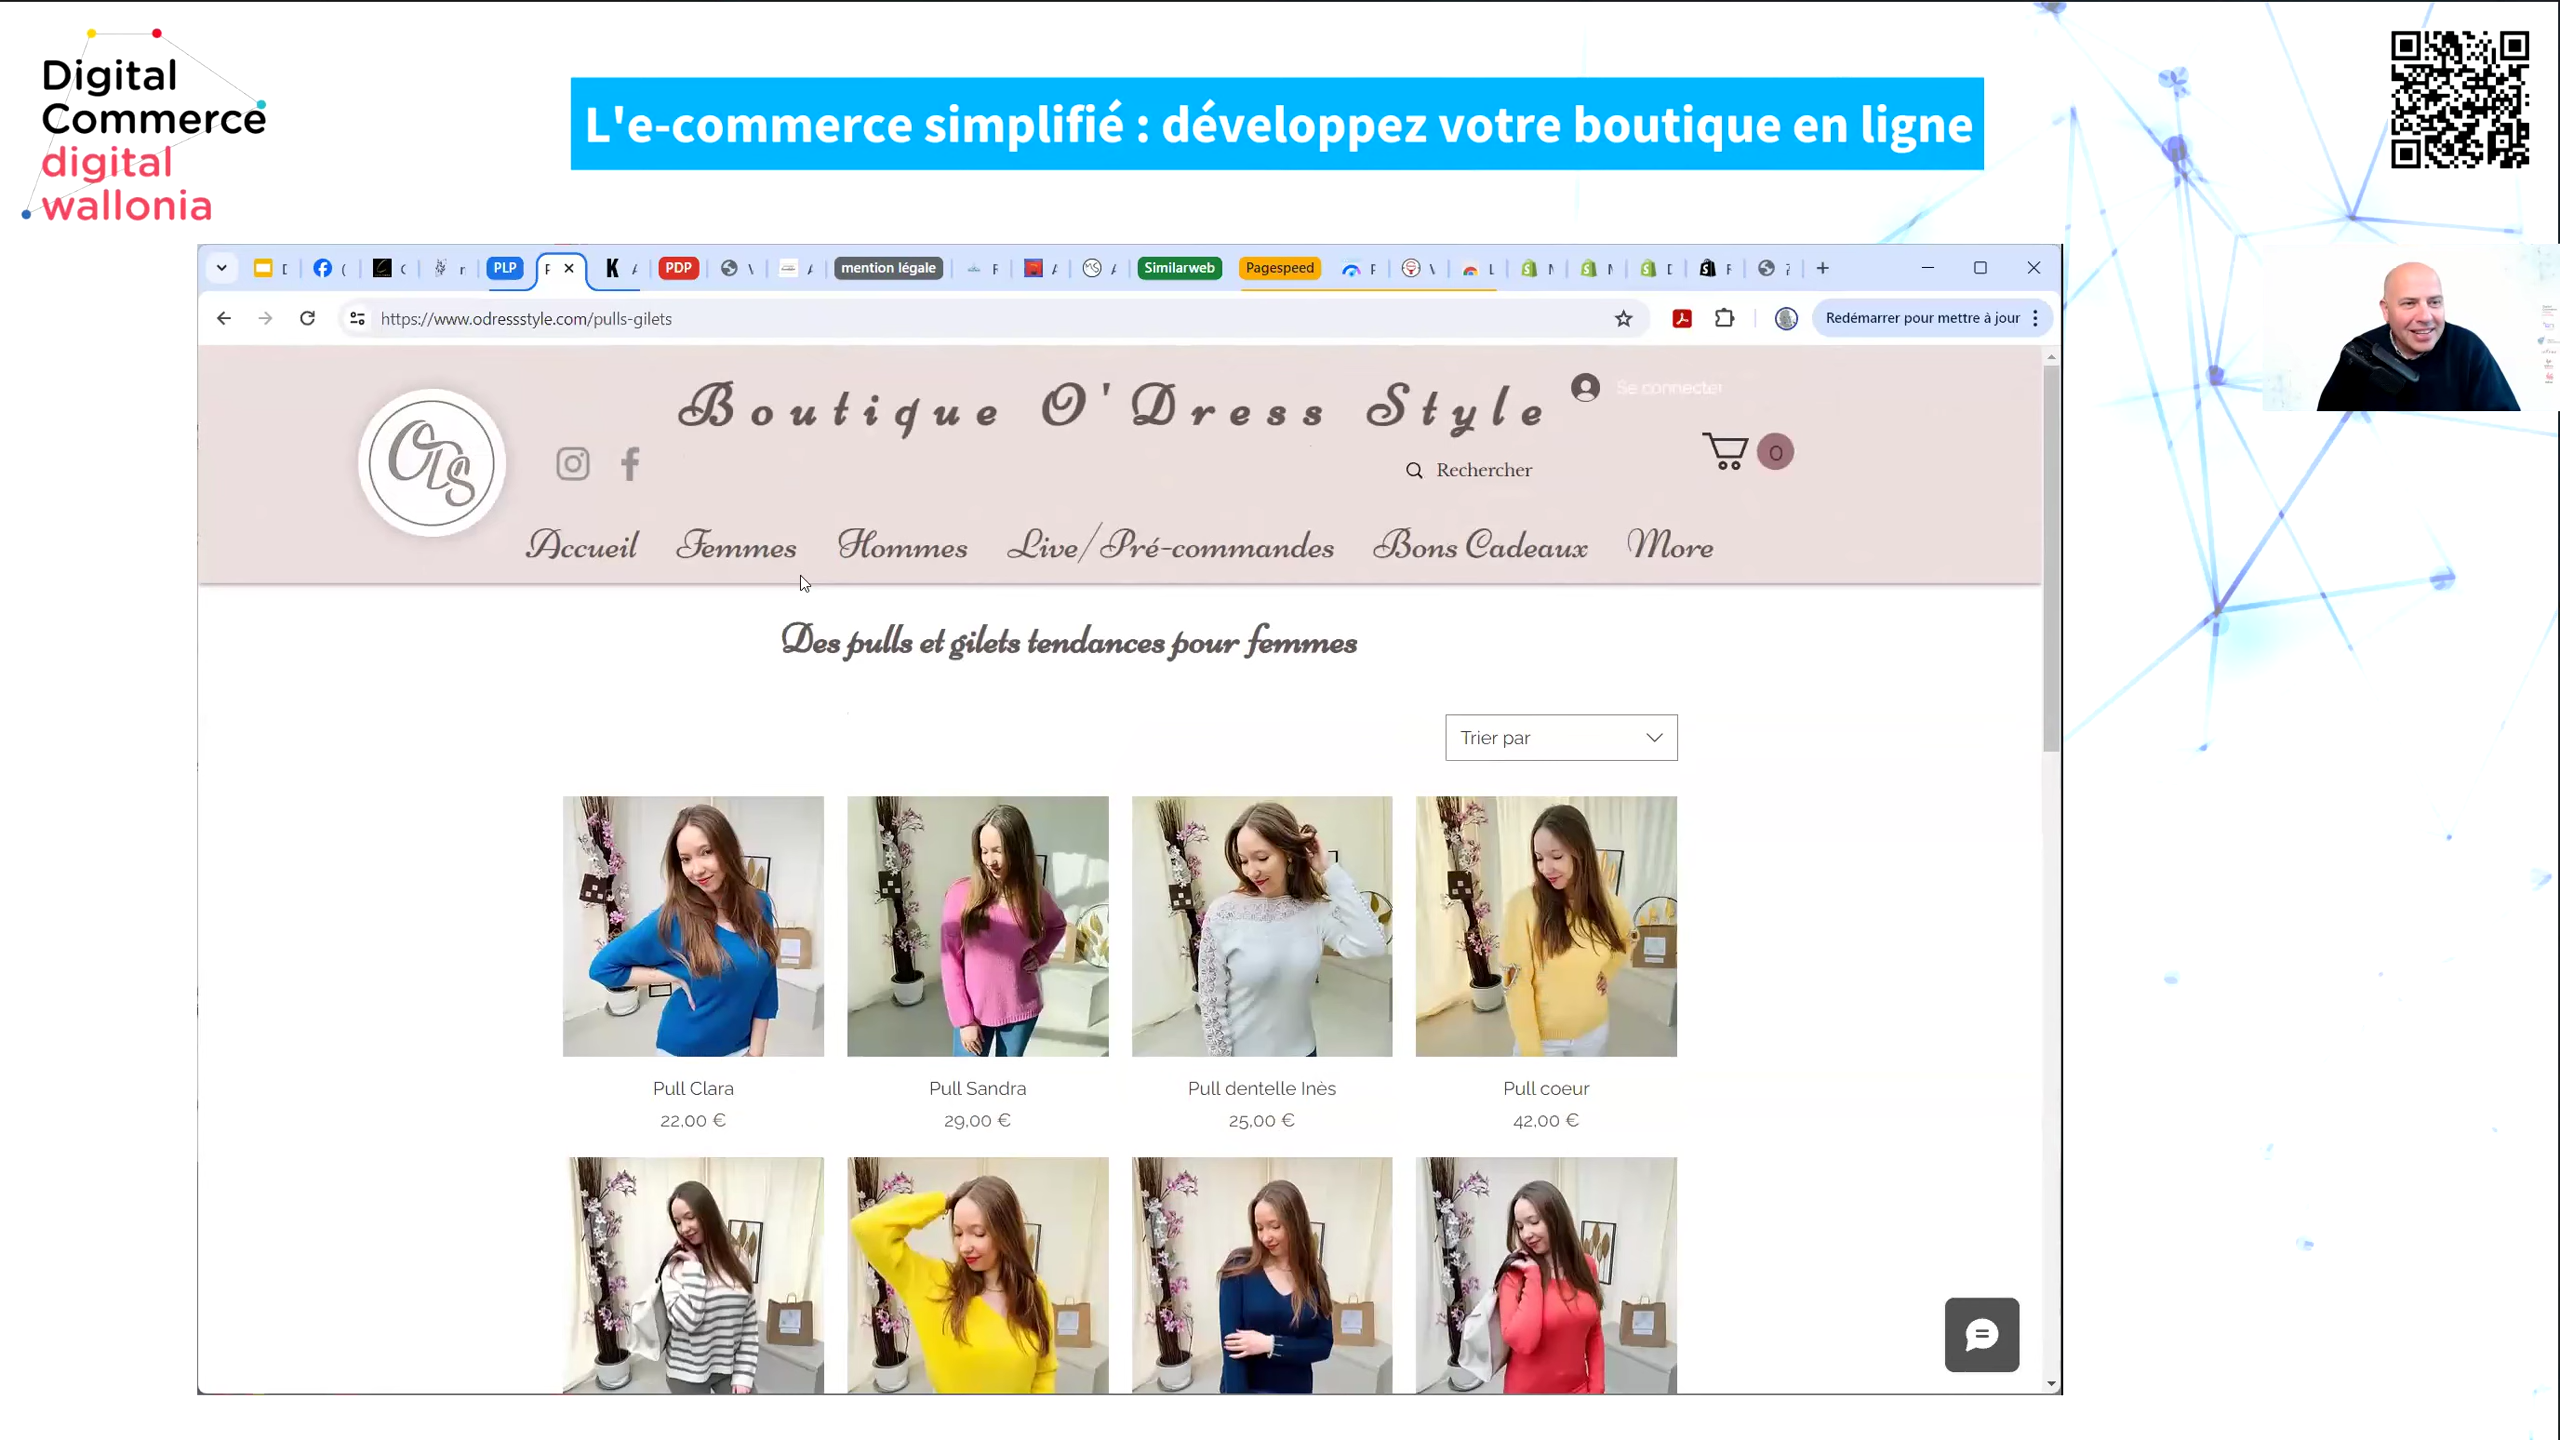 Digital
Commerce
digital
wallonia
L'e-commerce simplifié : développez votre boutique en ligne
PLP
PDP
mention légale
Similarweb
Pagespeed
https://www.odressstyle.com/pulls-gilets
Redémarrer pour mettre à jour
Boutique O'Dress Style
Se connecter
ODS
Rechercher
0
Accueil Femmes Hommes Live/Pré-commandes Bons Cadeaux More
Des pulls et gilets tendances pour femmes
Trier par
Pull Clara
22,00 €
Pull Sandra
29,00 €
Pull dentelle Inès
25,00 €
Pull coeur
42,00 €